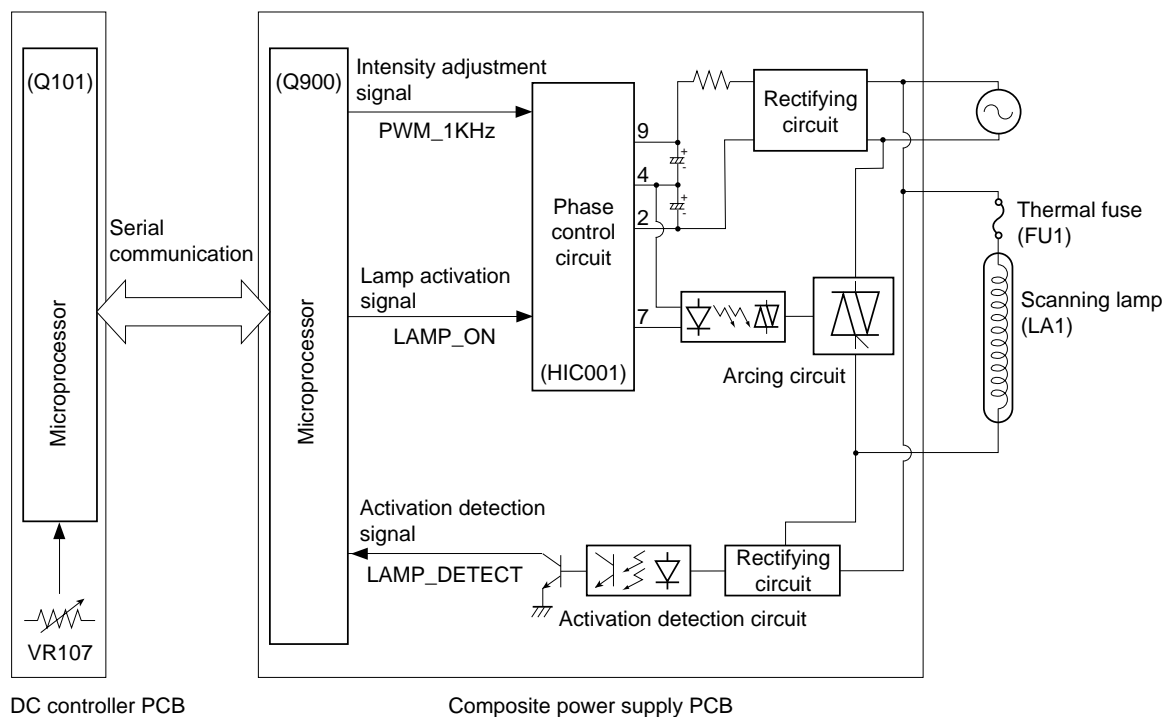 (Q101)
Microprocessor
VR107
DC controller PCB
Serial
communication
(Q900)
Microprocessor
Intensity adjustment
signal
PWM_1KHz
Lamp activation
signal
LAMP_ON
Activation detection
signal
LAMP_DETECT
Phase
control
circuit
(HIC001)
9
4
2
7
+
-
+
-
Rectifying
circuit
Arcing circuit
Thermal fuse
(FU1)
Scanning lamp
(LA1)
Rectifying
circuit
Activation detection circuit
Composite power supply PCB